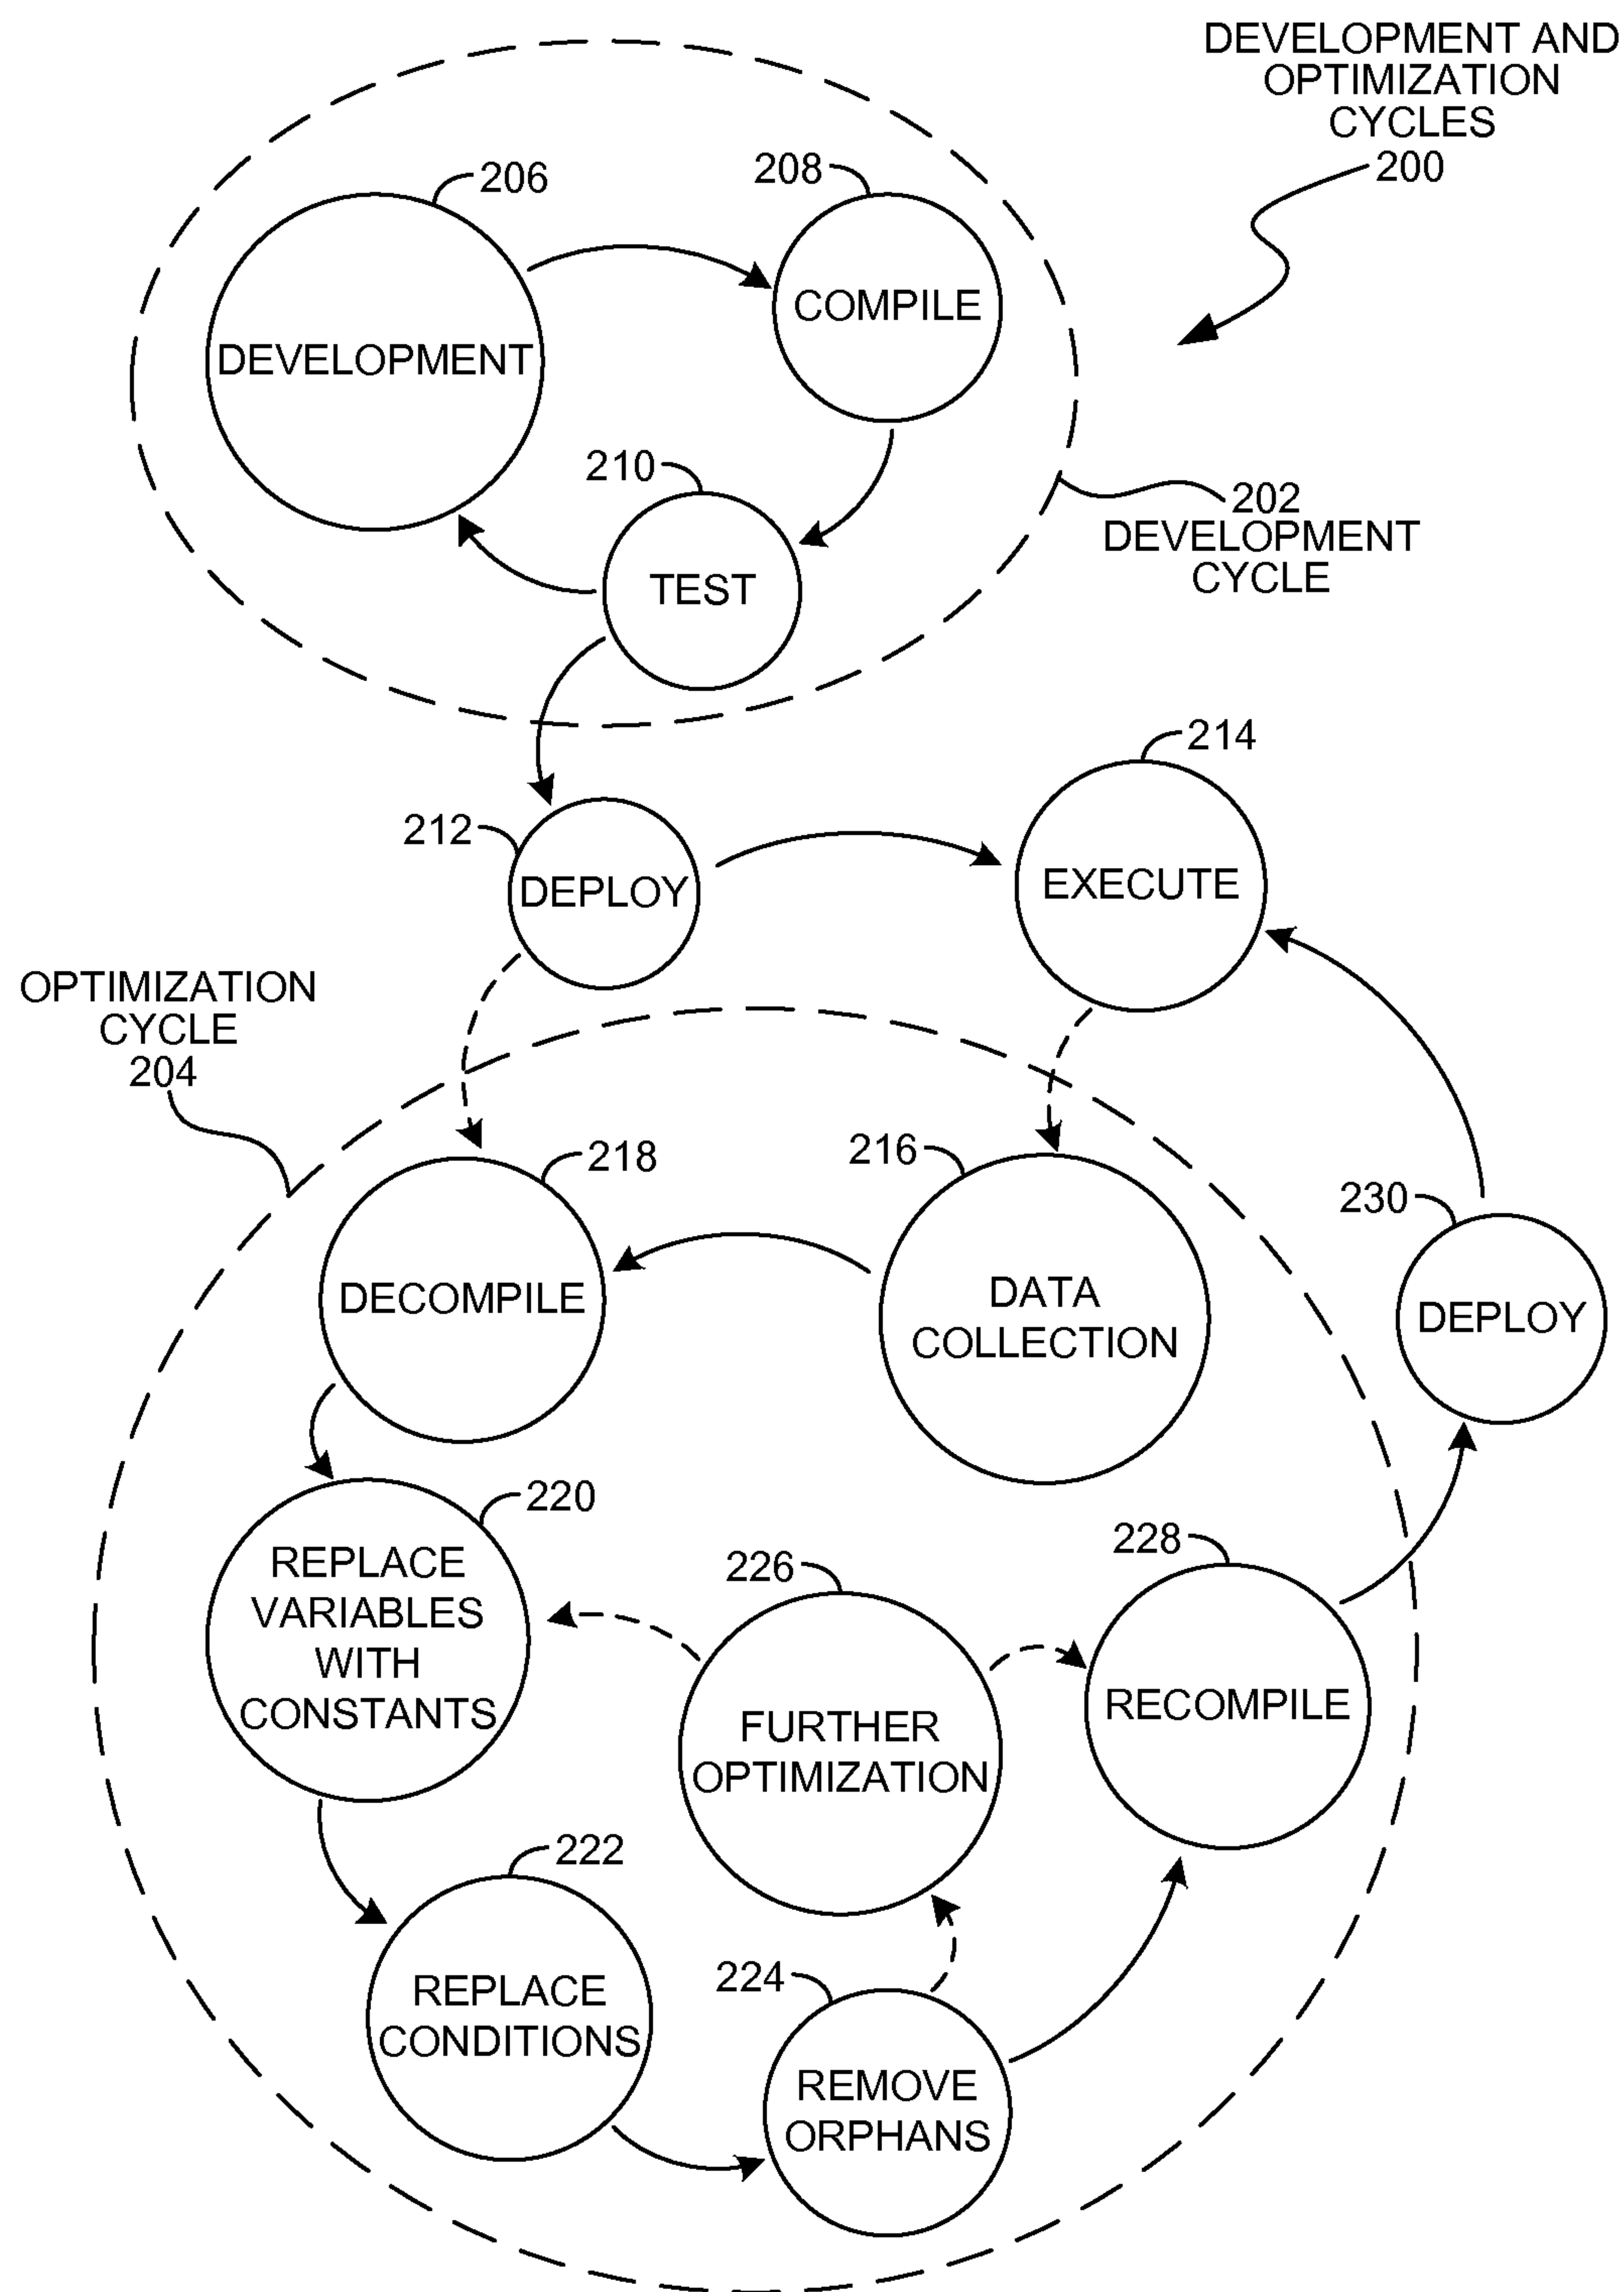 DEVELOPMENT AND
OPTIMIZATION
CYCLES
200
206
208
DEVELOPMENT
COMPILE
210
TEST
202
DEVELOPMENT
CYCLE
212
DEPLOY
214
EXECUTE
OPTIMIZATION
CYCLE
204
218
DECOMPILE
216
DATA
COLLECTION
230
DEPLOY
220
REPLACE
VARIABLES
WITH
CONSTANTS
226
FURTHER
OPTIMIZATION
228
RECOMPILE
222
REPLACE
CONDITIONS
224
REMOVE
ORPHANS